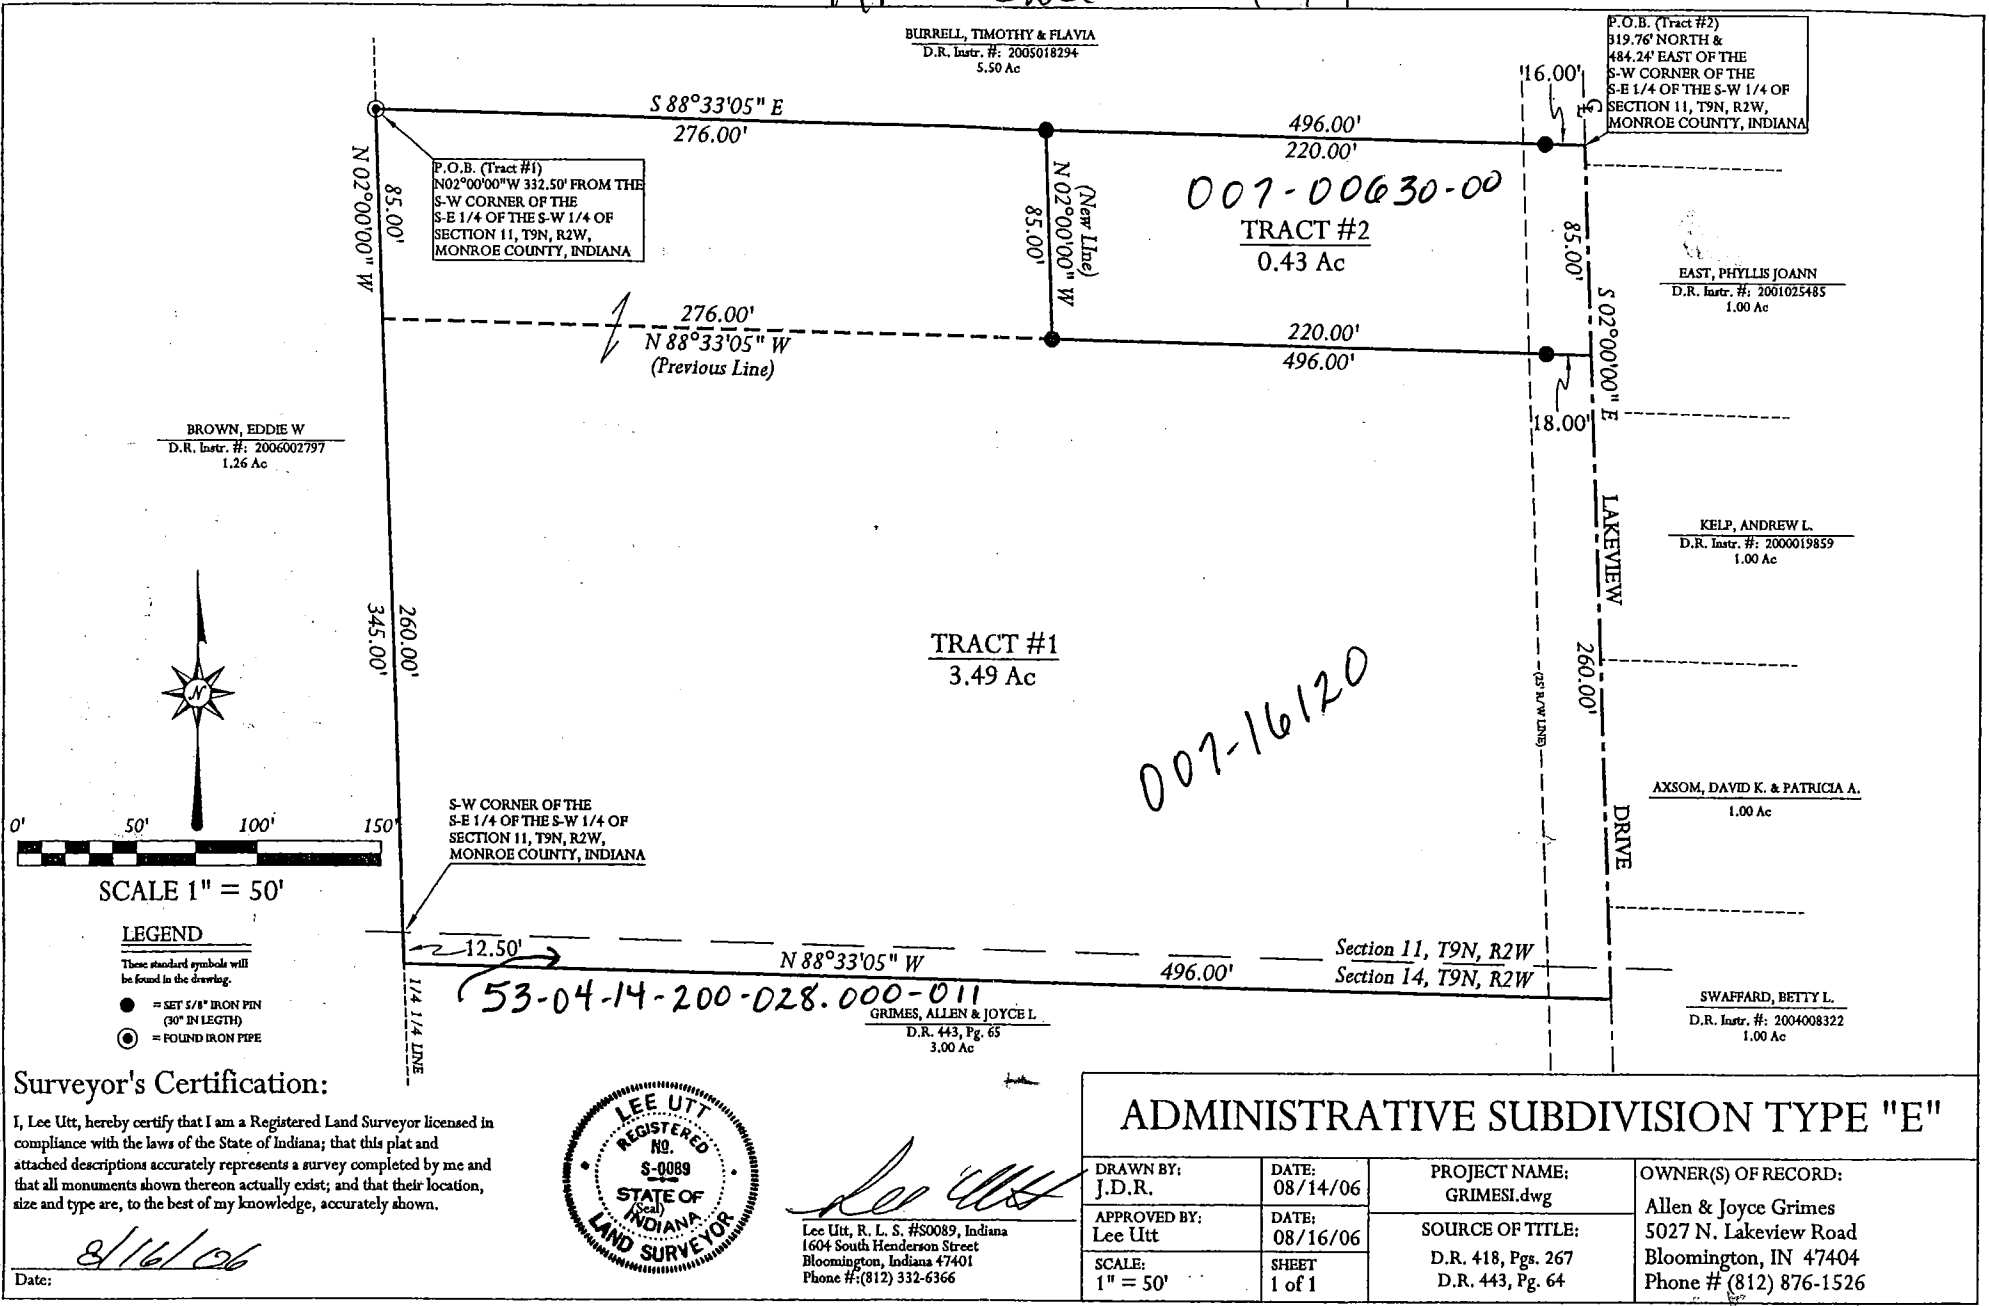 BURRELL, TIMOTHY & FLAVIA
D.R. Instr. #: 2005018294
5.50 Ac
P.O.B. (Tract #2)
319.76' NORTH &
484.24' EAST OF THE
S-W CORNER OF THE
S-E 1/4 OF THE S-W 1/4 OF
SECTION 11, T9N, R2W,
MONROE COUNTY, INDIANA
16.00'
S 88°33'05" E
276.00'
496.00'
220.00'
P.O.B. (Tract #1)
N02°00'00"W 332.50' FROM THE
S-W CORNER OF THE
S-E 1/4 OF THE S-W 1/4 OF
SECTION 11, T9N, R2W,
MONROE COUNTY, INDIANA
N 02°00'00" W
85.00'
(New Line)
N 02°00'00" W
85.00'
007-00630-00
TRACT #2
0.43 Ac
85.00'
S 02°00'00" E
EAST, PHYLLIS JOANN
D.R. Instr. #: 2001025485
1.00 Ac
276.00'
N 88°33'05" W
(Previous Line)
220.00'
496.00'
18.00'
BROWN, EDDIE W
D.R. Instr. #: 2006002797
1.26 Ac
LAKEVIEW
DRIVE
KELP, ANDREW L.
D.R. Instr. #: 2000019859
1.00 Ac
260.00'
345.00'
TRACT #1
3.49 Ac
007-16120
(25' R/W LINE)
260.00'
AXSOM, DAVID K. & PATRICIA A.
1.00 Ac
N
0' 50' 100' 150'
SCALE 1" = 50'
S-W CORNER OF THE
S-E 1/4 OF THE S-W 1/4 OF
SECTION 11, T9N, R2W,
MONROE COUNTY, INDIANA
LEGEND
These standard symbols will
be found in the drawing.
= SET 5/8" IRON PIN
(30" IN LEGTH)
= FOUND IRON PIPE
12.50'
N 88°33'05" W
496.00'
Section 11, T9N, R2W
Section 14, T9N, R2W
53-04-14-200-028.000-011
GRIMES, ALLEN & JOYCE L
D.R. 443, Pg. 65
3.00 Ac
1/4 1/4 LINE
SWAFFARD, BETTY L.
D.R. Instr. #: 2004008322
1.00 Ac
Surveyor's Certification:
I, Lee Utt, hereby certify that I am a Registered Land Surveyor licensed in
compliance with the laws of the State of Indiana; that this plat and
attached descriptions accurately represents a survey completed by me and
that all monuments shown thereon actually exist; and that their location,
size and type are, to the best of my knowledge, accurately shown.
8/16/06
Date:
LEE UTT
REGISTERED
NO.
S-0089
STATE OF
(Seal)
INDIANA
LAND SURVEYOR
Lee Utt
Lee Utt, R. L. S. #S0089, Indiana
1604 South Henderson Street
Bloomington, Indiana 47401
Phone #:(812) 332-6366
ADMINISTRATIVE SUBDIVISION TYPE "E"
DRAWN BY:
J.D.R.
DATE:
08/14/06
APPROVED BY:
Lee Utt
DATE:
08/16/06
SCALE:
1" = 50'
SHEET
1 of 1
PROJECT NAME:
GRIMES1.dwg
SOURCE OF TITLE:
D.R. 418, Pgs. 267
D.R. 443, Pg. 64
OWNER(S) OF RECORD:
Allen & Joyce Grimes
5027 N. Lakeview Road
Bloomington, IN 47404
Phone # (812) 876-1526